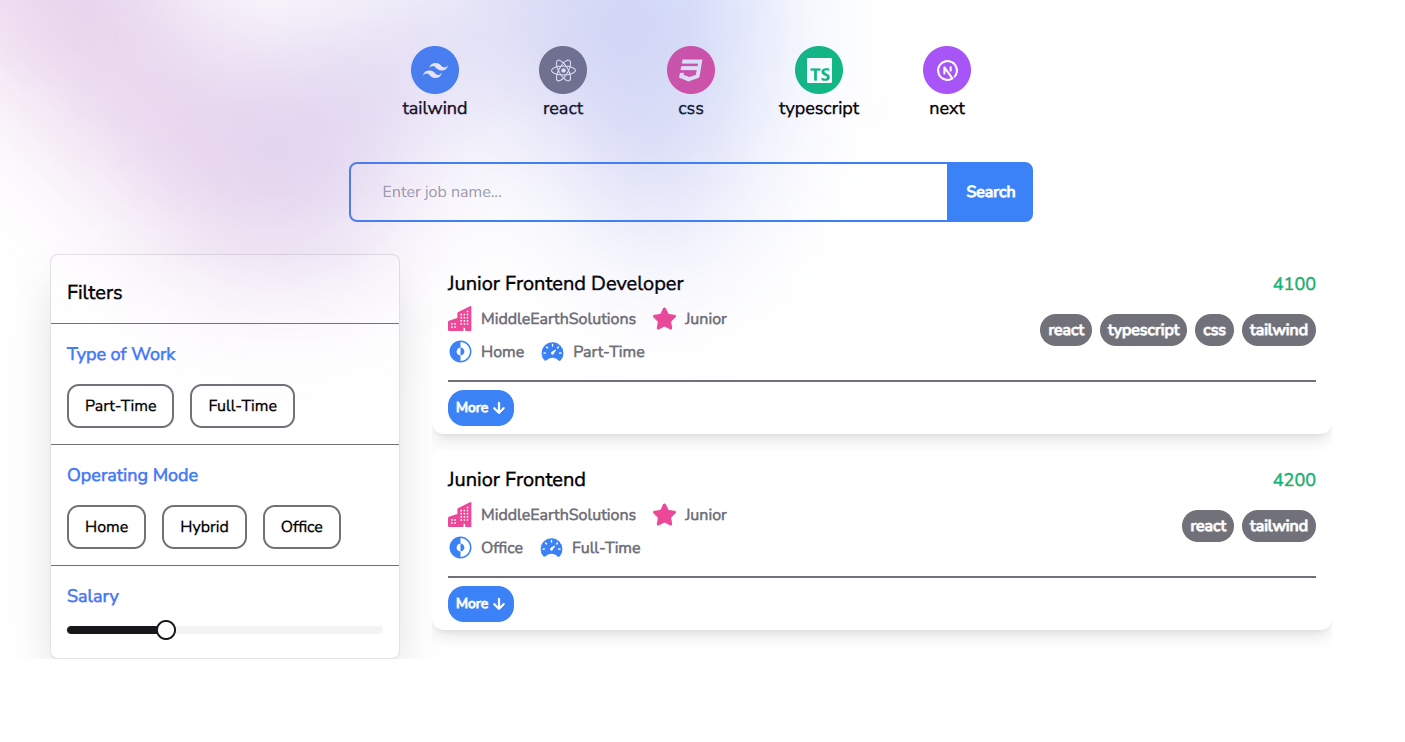 TS
N
tailwind react css typescript next
Enter job name... Search
Filters
Type of Work
Part-Time Full-Time
Operating Mode
Home Hybrid Office
Salary
Junior Frontend Developer 4100
MiddleEarthSolutions Junior
react typescript css tailwind
Home Part-Time
More ↓
Junior Frontend 4200
MiddleEarthSolutions Junior
react tailwind
Office Full-Time
More ↓